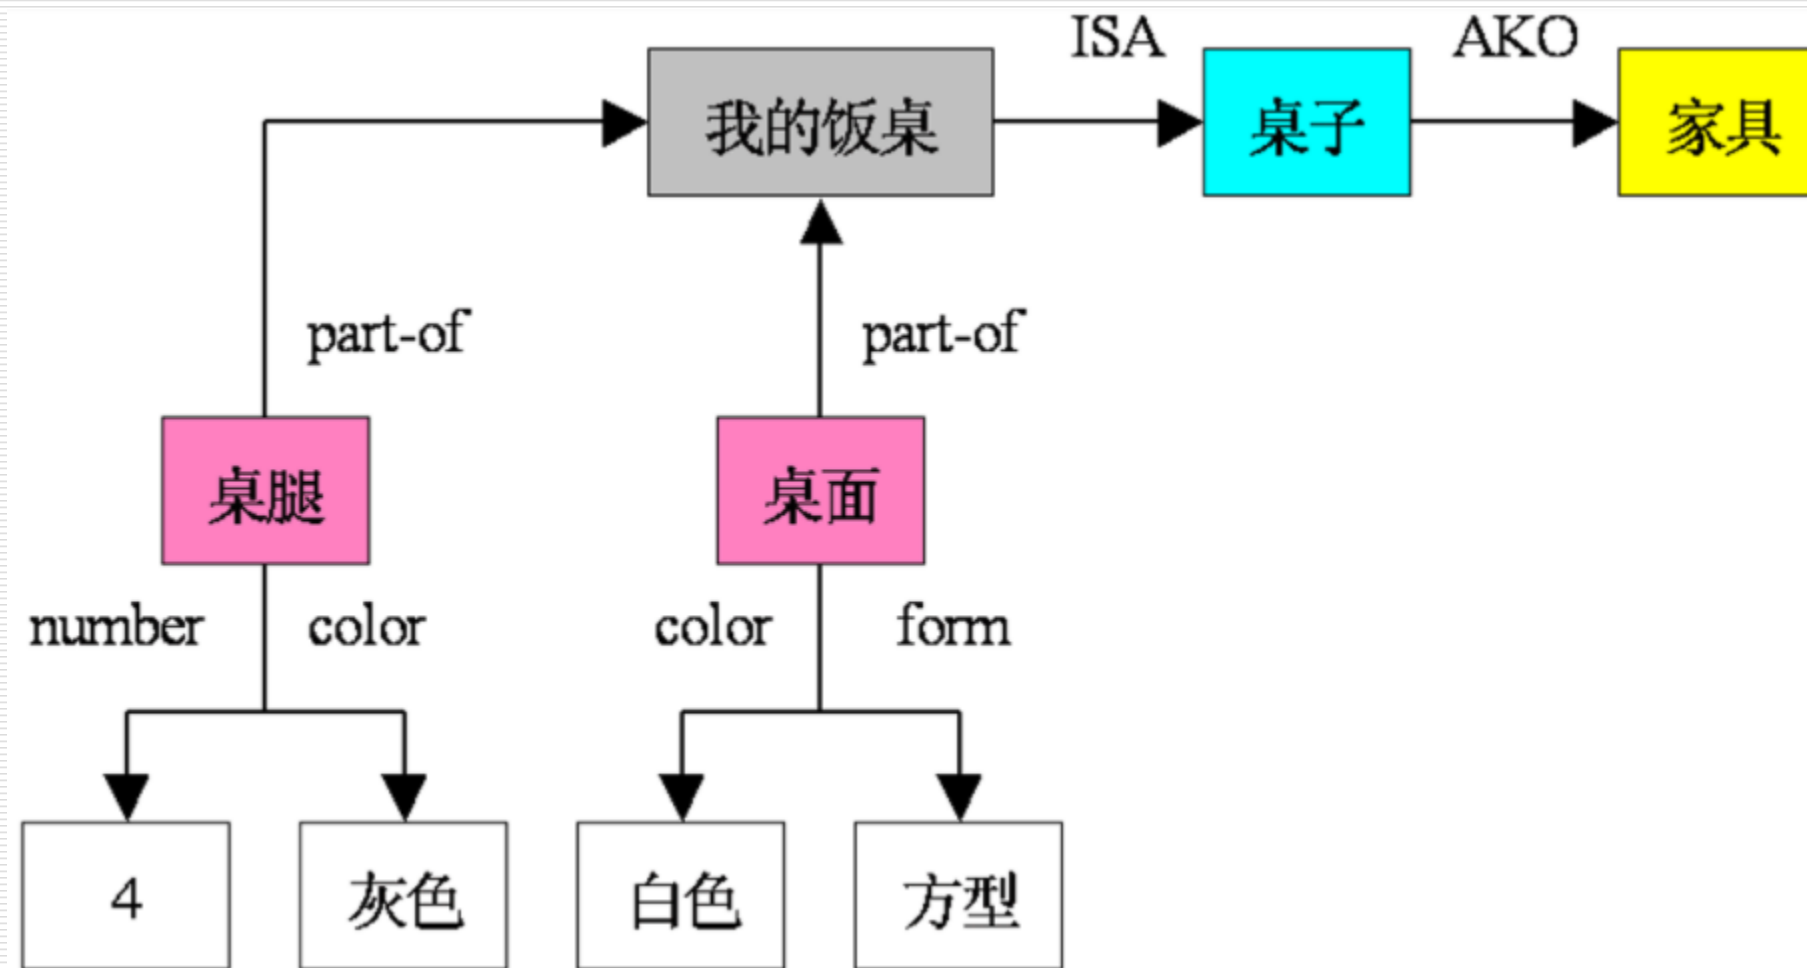 ISA
AKO
我的饭桌
桌子
家具
part-of
part-of
桌腿
桌面
number
color
color
form
4
灰色
白色
方型